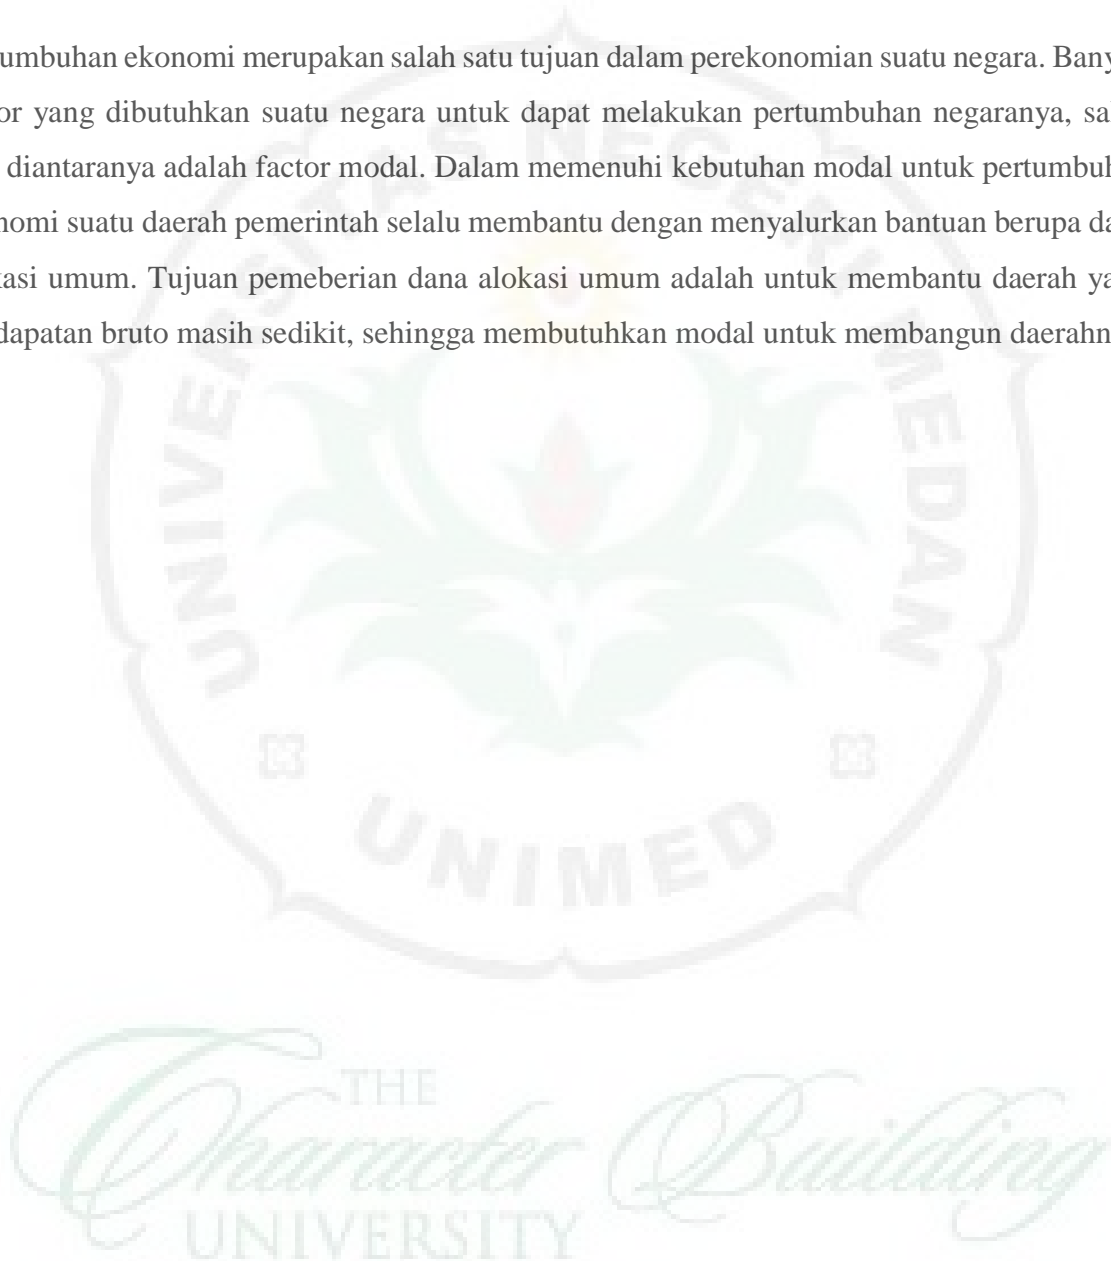 umbuhan ekonomi merupakan salah satu tujuan dalam perekonomian suatu negara. Bany
or yang dibutuhkan suatu negara untuk dapat melakukan pertumbuhan negaranya, sa
diantaranya adalah factor modal. Dalam memenuhi kebutuhan modal untuk pertumbuh
nomi suatu daerah pemerintah selalu membantu dengan menyalurkan bantuan berupa da
kasi umum. Tujuan pemeberian dana alokasi umum adalah untuk membantu daerah ya
dapatan bruto masih sedikit, sehingga membutuhkan modal untuk membangun daerahn
UNIVERSITAS NEGERI MEDAN
UNIMED
THE
Character Building
UNIVERSITY